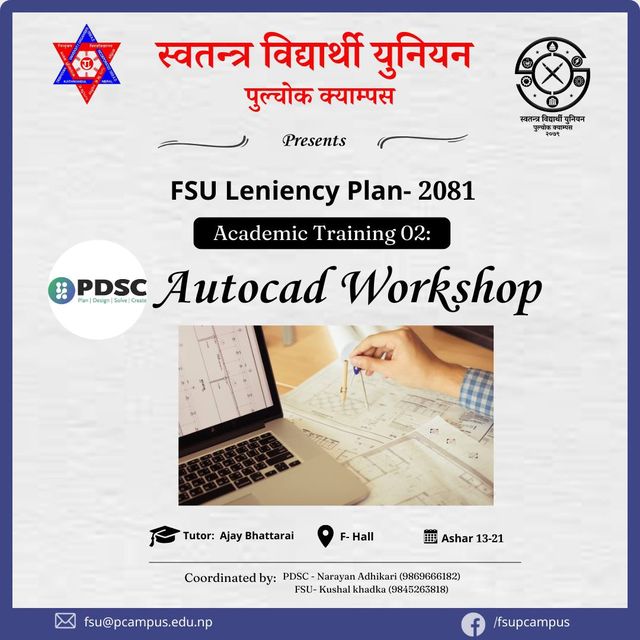 स्वतन्त्र विद्यार्थी युनियन
पुल्चोक क्याम्पस
स्वतन्त्र विद्यार्थी युनियन
पुल्चोक क्याम्पस
२०७९
Presents
FSU Leniency Plan- 2081
Academic Training 02:
PDSC
Plan | Design | Solve | Create
Autocad Workshop
Tutor: Ajay Bhattarai
F- Hall
Ashar 13-21
Coordinated by: PDSC - Narayan Adhikari (9869666182)
FSU- Kushal khadka (9845263818)
fsu@pcampus.edu.np
/fsupcampus